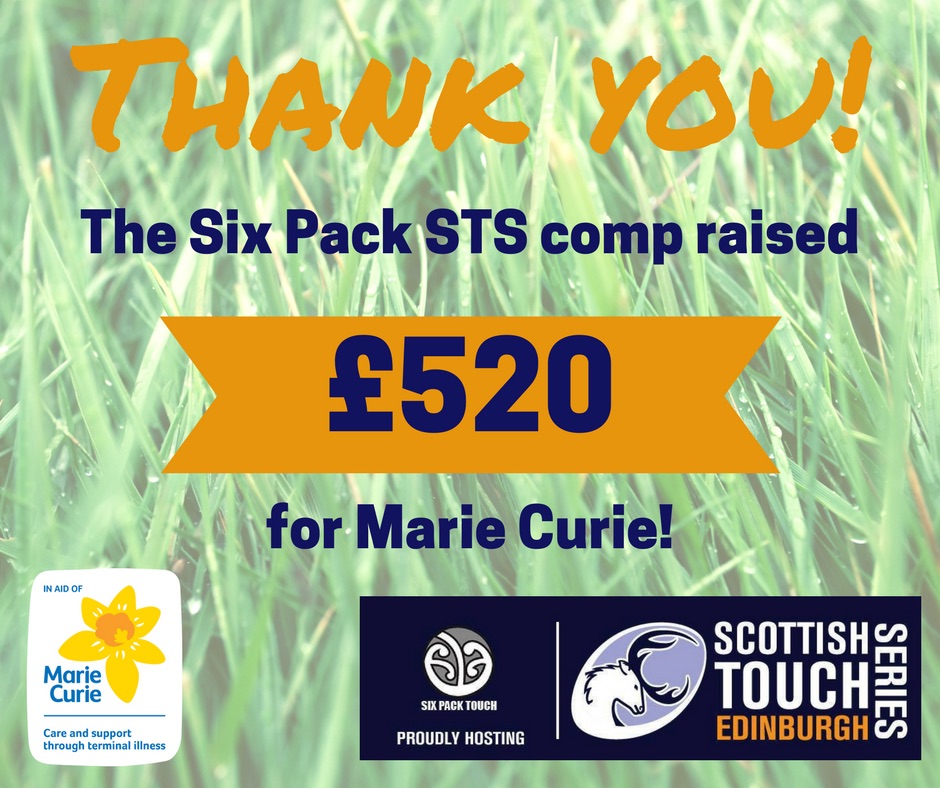 THANK YOU!
The Six Pack STS comp raised
£520
for Marie Curie!
IN AID OF
Marie
Curie
Care and support
through terminal illness
SIX PACK TOUCH
PROUDLY HOSTING
SCOTTISH
TOUCH
EDINBURGH
SERIES